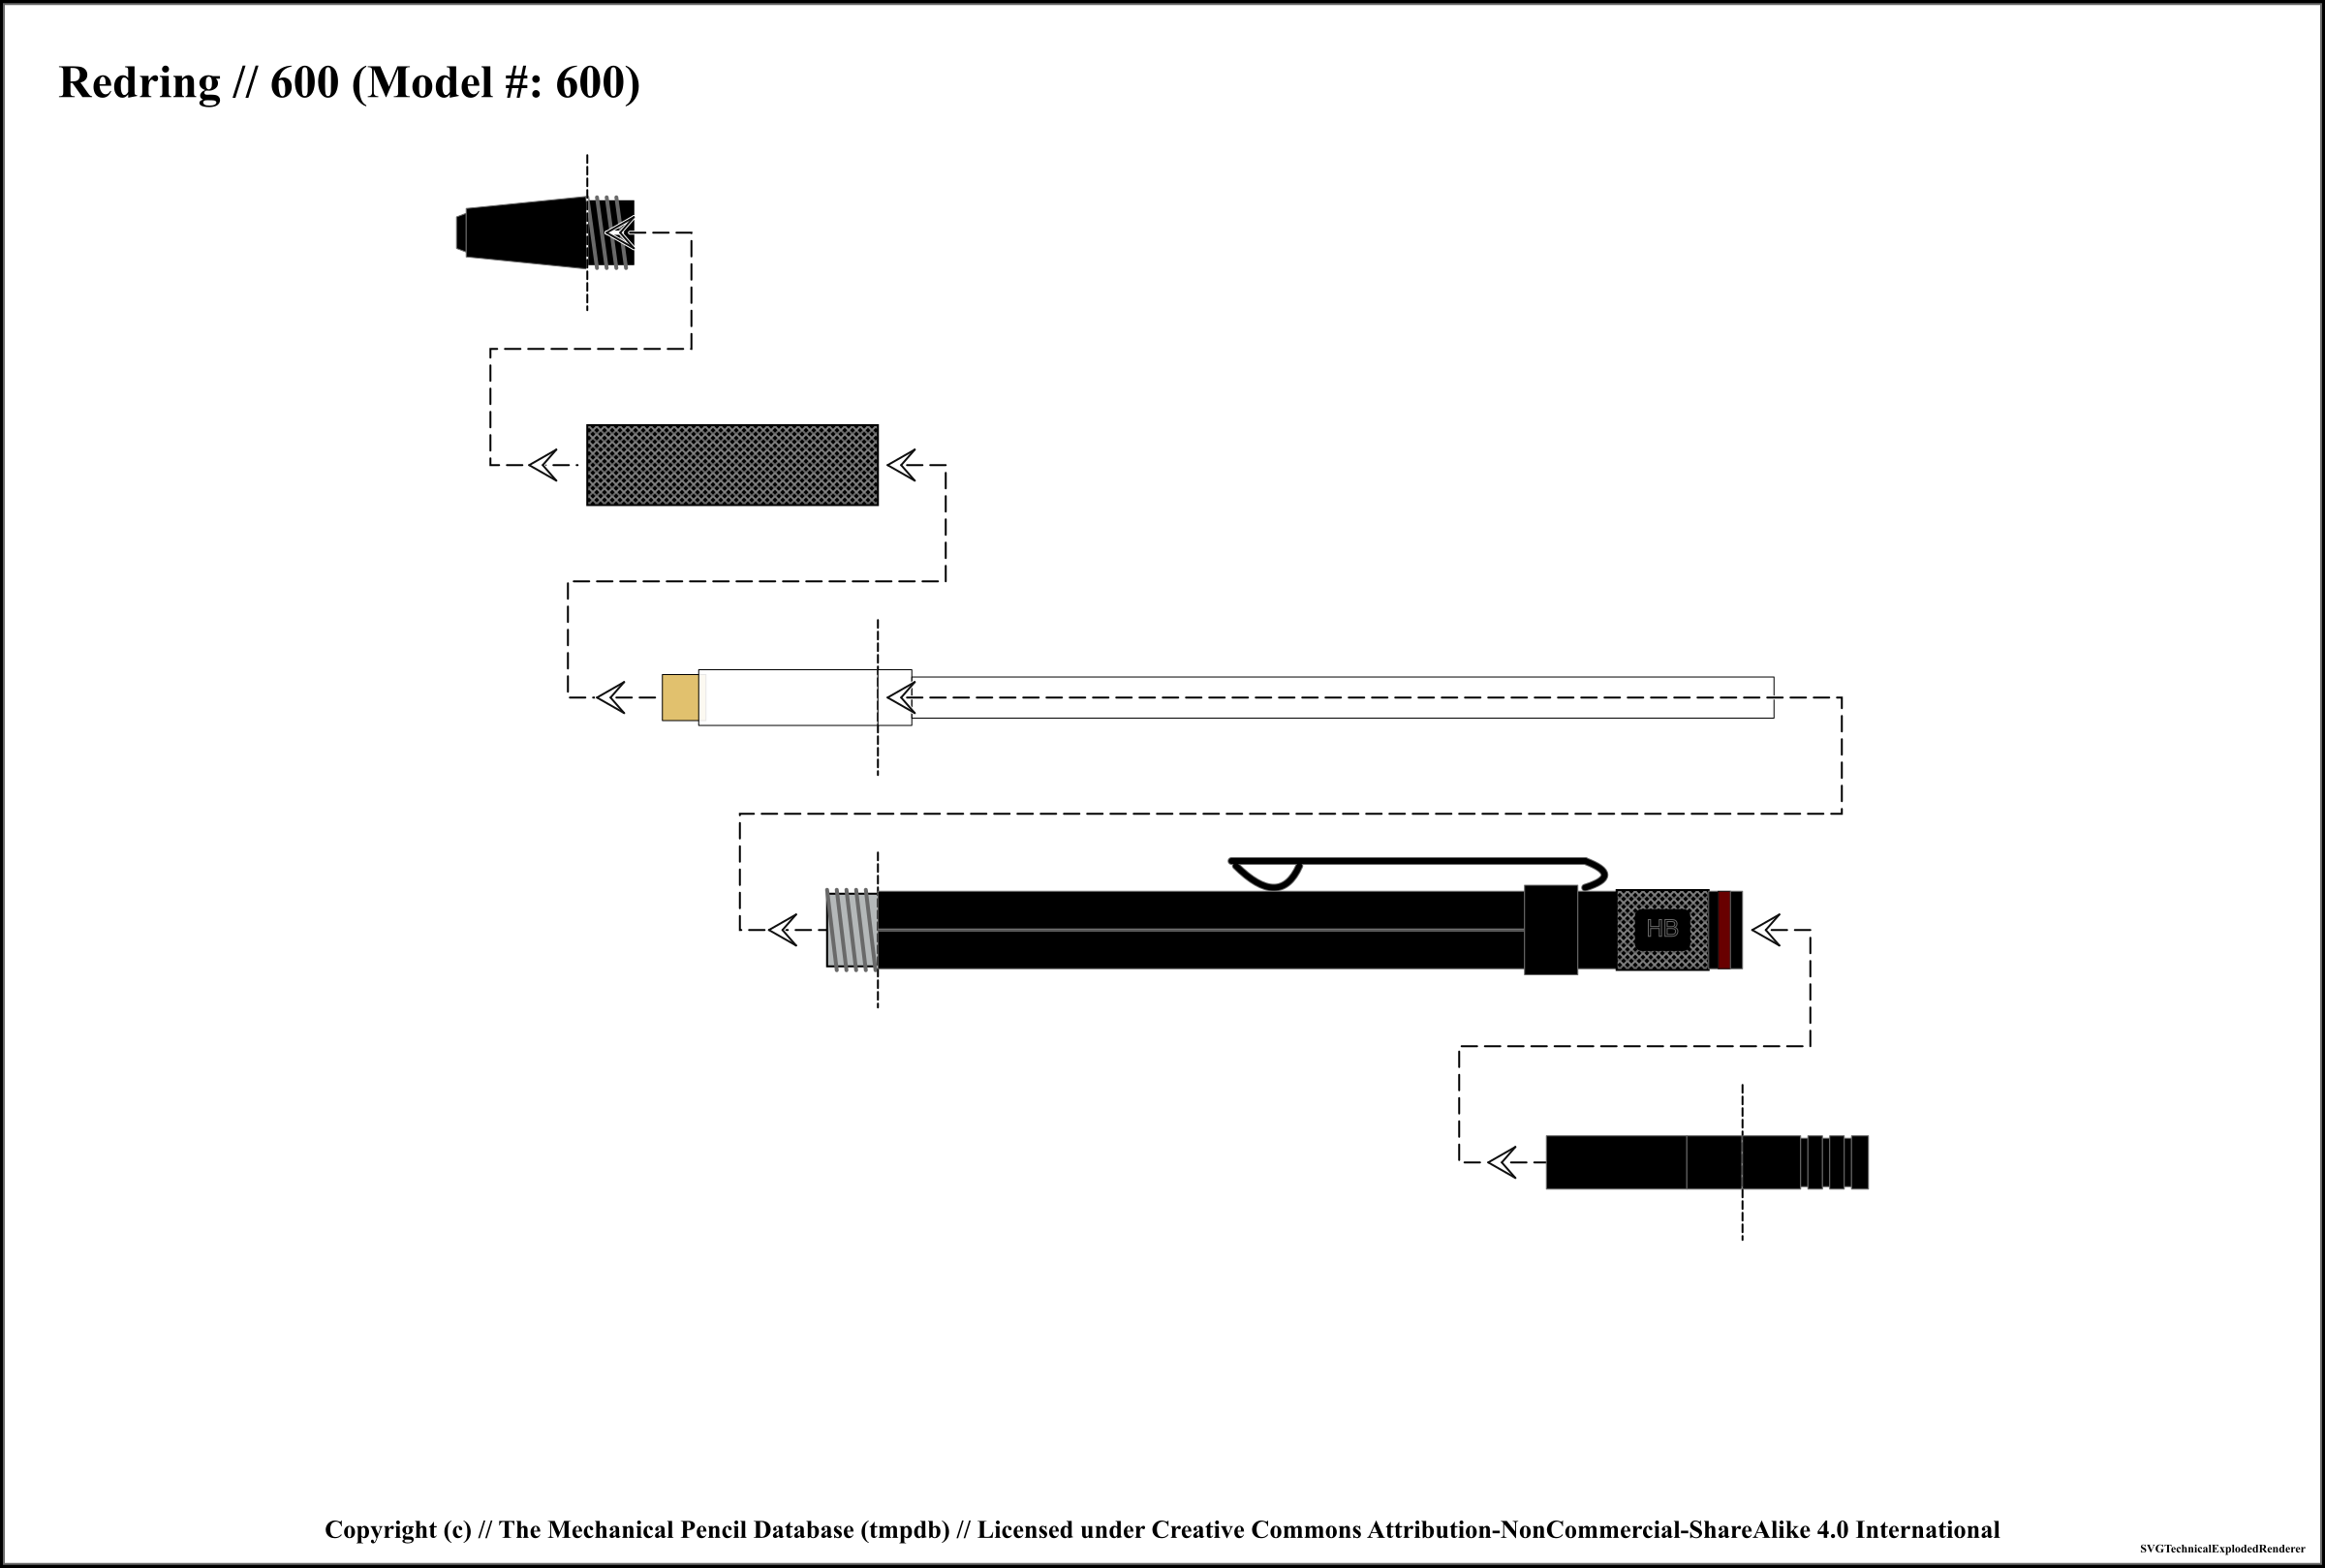 Redring // 600 (Model #: 600)
HB
Copyright (c) // The Mechanical Pencil Database (tmpdb) // Licensed under Creative Commons Attribution-NonCommercial-ShareAlike 4.0 International
SVGTechnicalExplodedRenderer